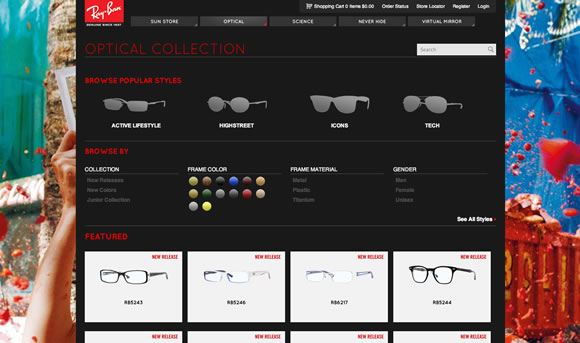 Shopping Cart 0 Items $0.00 Order Status Store Locator Register Login
Ray-Ban
GENUINE SINCE 1937
SUN STORE OPTICAL SCIENCE NEVER HIDE VIRTUAL MIRROR
OPTICAL COLLECTION
Search
BROWSE POPULAR STYLES
ACTIVE LIFESTYLE HIGHSTREET ICONS TECH
BROWSE BY
COLLECTION FRAME COLOR FRAME MATERIAL GENDER
New Releases Metal Men
New Colors Plastic Female
Junior Collection Titanium Unisex
See All Styles
FEATURED
NEW RELEASE NEW RELEASE NEW RELEASE NEW RELEASE
RB5243 RB5246 RB6217 RB5244
NEW RELEASE NEW RELEASE NEW RELEASE NEW RELEASE